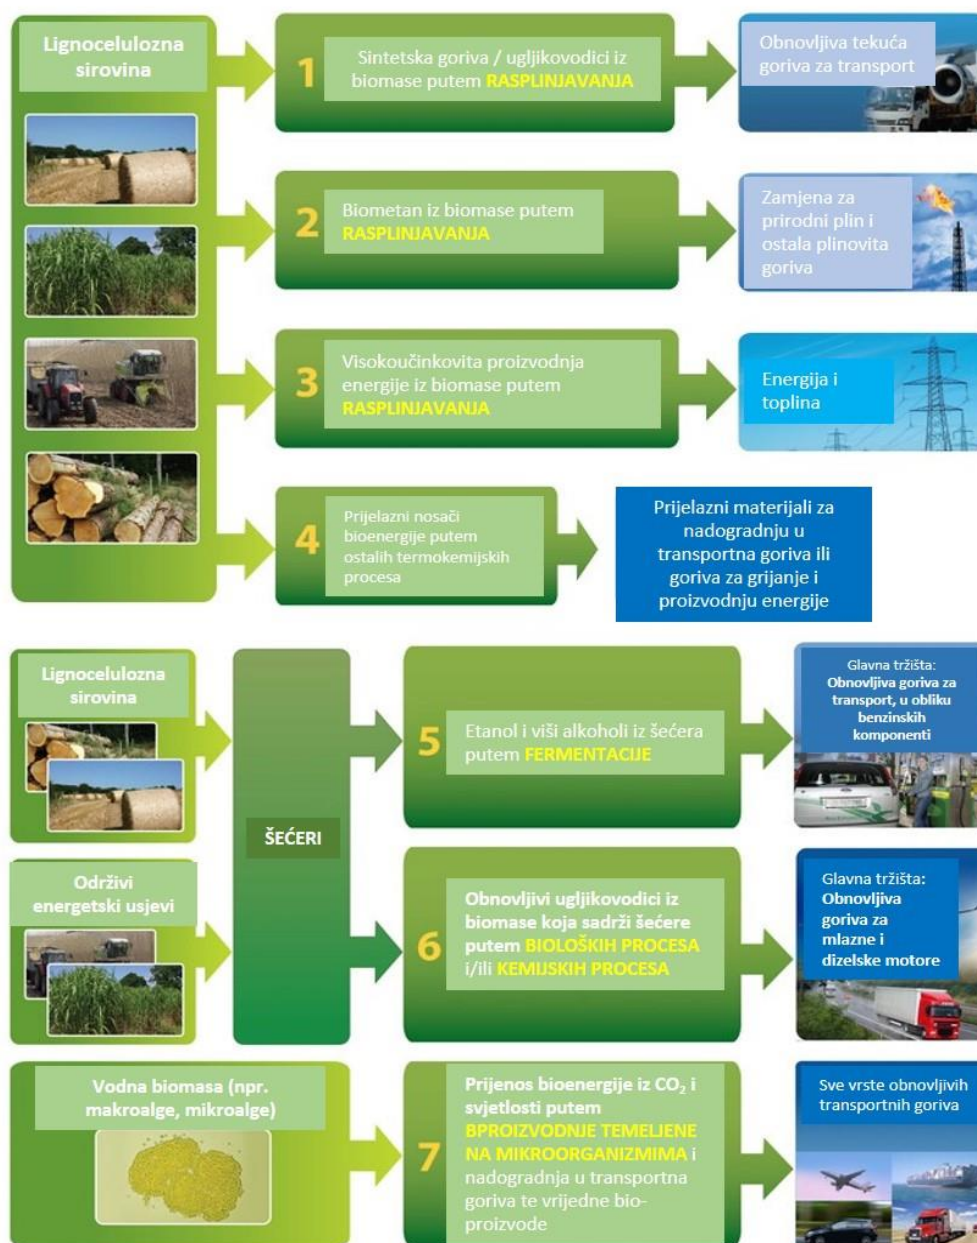 Lignocelulozna
sirovina
1
Sintetska goriva / ugljikovodici iz
biomase putem RASPLINJAVANJA
Obnovljiva tekuća
goriva za transport
2
Biometan iz biomase putem
RASPLINJAVANJA
Zamjena za
prirodni plin i
ostala plinovita
goriva
3
Visokoučinkovita proizvodnja
energije iz biomase putem
RASPLINJAVANJA
Energija i
toplina
4
Prijelazni nosači
bioenergije putem
ostalih termokemijskih
procesa
Prijelazni materijali za
nadogradnju u
transportna goriva ili
goriva za grijanje i
proizvodnju energije
Lignocelulozna
sirovina
Održivi
energetski usjevi
ŠEĆERI
5
Etanol i viši alkoholi iz šećera
putem FERMENTACIJE
Glavna tržišta:
Obnovljiva goriva za
transport, u obliku
benzinskih
komponenti
6
Obnovljivi ugljikovodici iz
biomase koja sadrži šećere
putem BIOLOŠKIH PROCESA
i/ili KEMIJSKIH PROCESA
Glavna tržišta:
Obnovljiva
goriva za
mlazne i
dizelske motore
Vodna biomasa (npr.
makroalge, mikroalge)
7
Prijenos bioenergije iz CO₂ i
svjetlosti putem
BPROIZVODNJE TEMELJENE
NA MIKROORGANIZMIMA i
nadogradnja u transportna
goriva te vrijedne bio-
proizvode
Sve vrste obnovljivih
transportnih goriva